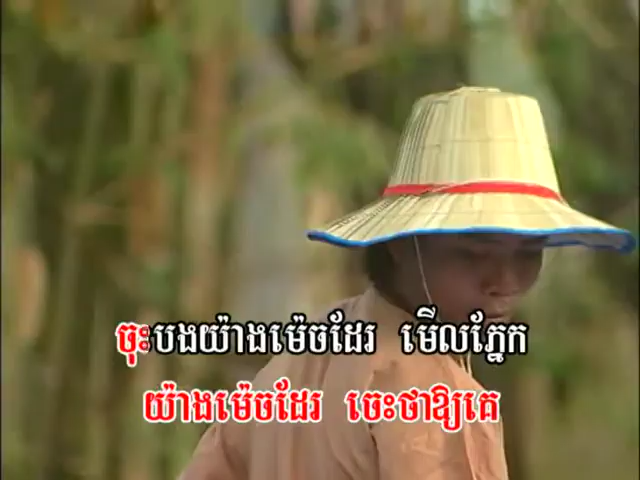 ចុះបងយ៉ាងម៉េចដែរ មើលភ្នែក
យ៉ាងម៉េចដែរ ចេះថាឱ្យគេ